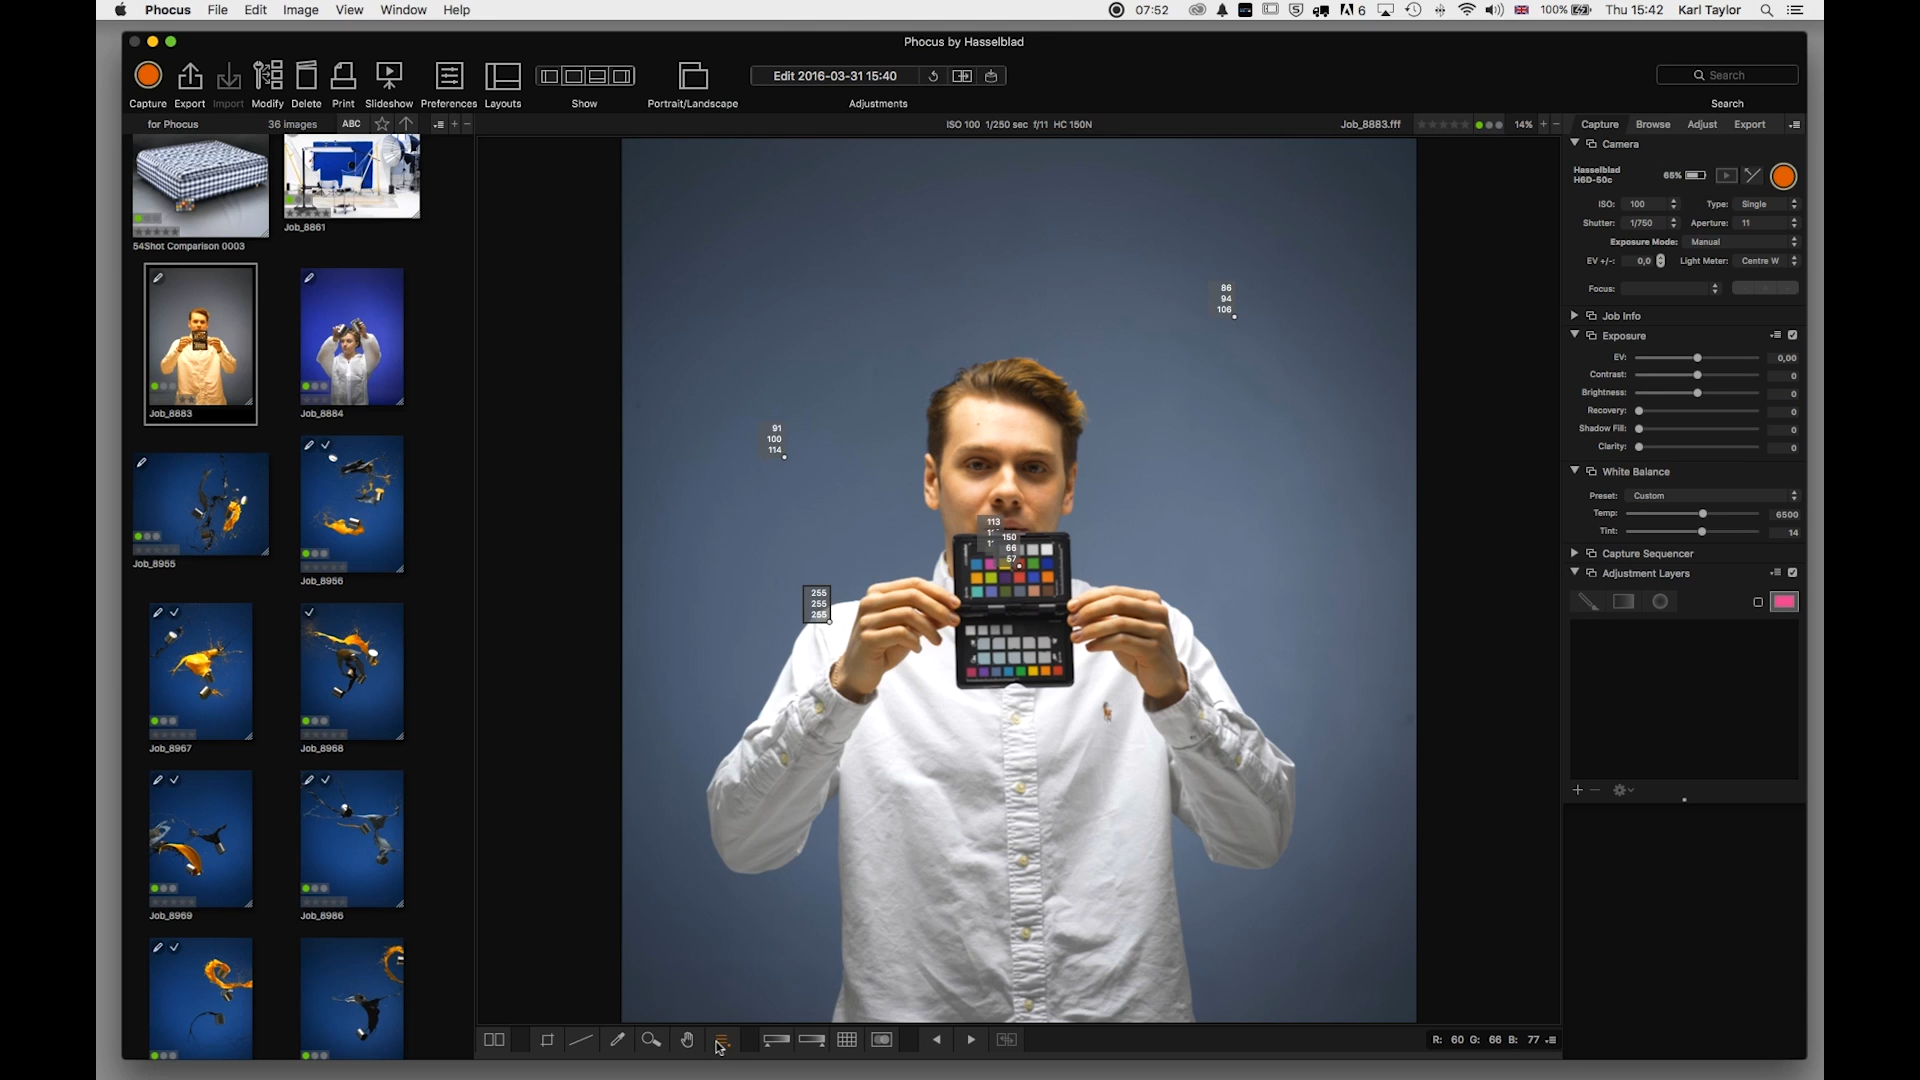 Phocus File Edit Image View Window Help
07:52 6 100% Thu 15:42 Karl Taylor
Phocus by Hasselblad
Edit 2016-03-31 15:40
Search
Capture Export Import Modify Delete Print Slideshow Preferences Layouts Show Portrait/Landscape Adjustments Search
for Phocus 36 images ABC
ISO 100 1/250 sec f/11 HC 150N
Job_8883.fff
14%
Capture Browse Adjust Export
54Shot Comparison 0003
Job_8861
Job_8883
Job_8884
Job_8955
Job_8956
Job_8967
Job_8968
Job_8969
Job_8986
86
94
106
91
100
114
113
150
66
57
255
255
255
Camera
Hasselblad
H6D-50c
65%
ISO: 100 Type: Single
Shutter: 1/750 Aperture: 11
Exposure Mode: Manual
EV +/-: 0,0 Light Meter: Centre W
Focus:
Job Info
Exposure
EV: 0,00
Contrast: 0
Brightness: 0
Recovery: 0
Shadow Fill: 0
Clarity: 0
White Balance
Preset: Custom
Temp: 6500
Tint: 14
Capture Sequencer
Adjustment Layers
R: 60 G: 66 B: 77